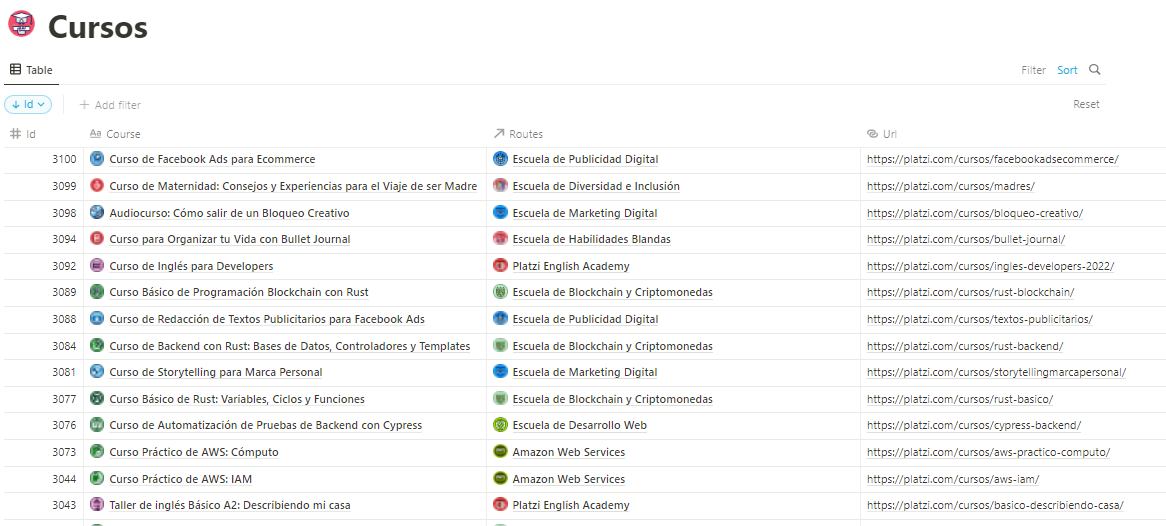 Cursos
Table Filter Sort
Id Add filter Reset
Id Course Routes Url
3100 Curso de Facebook Ads para Ecommerce Escuela de Publicidad Digital https://platzi.com/cursos/facebookadsecommerce/
3099 Curso de Maternidad: Consejos y Experiencias para el Viaje de ser Madre Escuela de Diversidad e Inclusión https://platzi.com/cursos/madres/
3098 Audiocurso: Cómo salir de un Bloqueo Creativo Escuela de Marketing Digital https://platzi.com/cursos/bloqueo-creativo/
3094 Curso para Organizar tu Vida con Bullet Journal Escuela de Habilidades Blandas https://platzi.com/cursos/bullet-journal/
3092 Curso de Inglés para Developers Platzi English Academy https://platzi.com/cursos/ingles-developers-2022/
3089 Curso Básico de Programación Blockchain con Rust Escuela de Blockchain y Criptomonedas https://platzi.com/cursos/rust-blockchain/
3088 Curso de Redacción de Textos Publicitarios para Facebook Ads Escuela de Publicidad Digital https://platzi.com/cursos/textos-publicitarios/
3084 Curso de Backend con Rust: Bases de Datos, Controladores y Templates Escuela de Blockchain y Criptomonedas https://platzi.com/cursos/rust-backend/
3081 Curso de Storytelling para Marca Personal Escuela de Marketing Digital https://platzi.com/cursos/storytellingmarcapersonal/
3077 Curso Básico de Rust: Variables, Ciclos y Funciones Escuela de Blockchain y Criptomonedas https://platzi.com/cursos/rust-basico/
3076 Curso de Automatización de Pruebas de Backend con Cypress Escuela de Desarrollo Web https://platzi.com/cursos/cypress-backend/
3073 Curso Práctico de AWS: Cómputo Amazon Web Services https://platzi.com/cursos/aws-practico-computo/
3044 Curso Práctico de AWS: IAM Amazon Web Services https://platzi.com/cursos/aws-iam/
3043 Taller de inglés Básico A2: Describiendo mi casa Platzi English Academy https://platzi.com/cursos/basico-describiendo-casa/